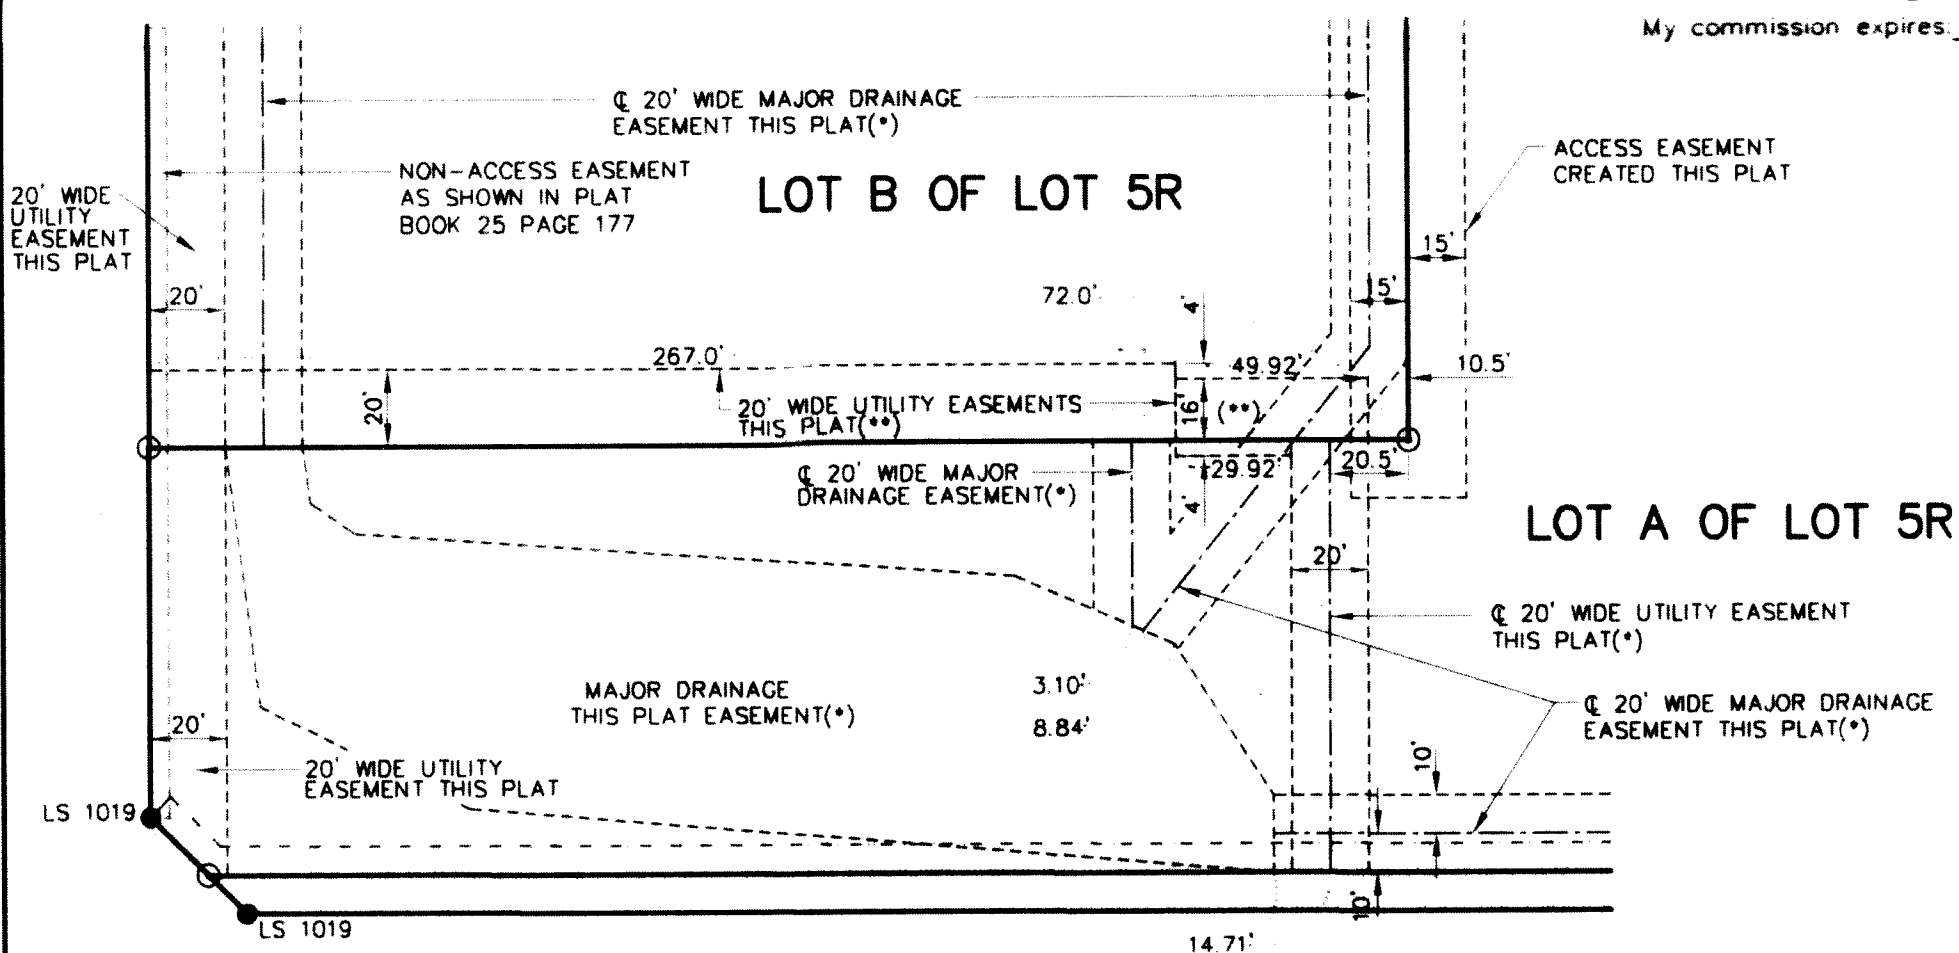 My commission expires:
℄ 20' WIDE MAJOR DRAINAGE
EASEMENT THIS PLAT(*)
NON-ACCESS EASEMENT
AS SHOWN IN PLAT
BOOK 25 PAGE 177
LOT B OF LOT 5R
ACCESS EASEMENT
CREATED THIS PLAT
20' WIDE
UTILITY
EASEMENT
THIS PLAT
15'
20'
72.0'
4'
15'
267.0'
49.92'
10.5'
20'
20' WIDE UTILITY EASEMENTS
THIS PLAT(**)
16'
(**)
℄ 20' WIDE MAJOR
DRAINAGE EASEMENT(*)
29.92'
20.5'
4'
LOT A OF LOT 5R
20'
℄ 20' WIDE UTILITY EASEMENT
THIS PLAT(*)
MAJOR DRAINAGE
THIS PLAT EASEMENT(*)
3.10'
8.84'
℄ 20' WIDE MAJOR DRAINAGE
EASEMENT THIS PLAT(*)
20'
10'
20' WIDE UTILITY
EASEMENT THIS PLAT
LS 1019
10'
LS 1019
14.71'